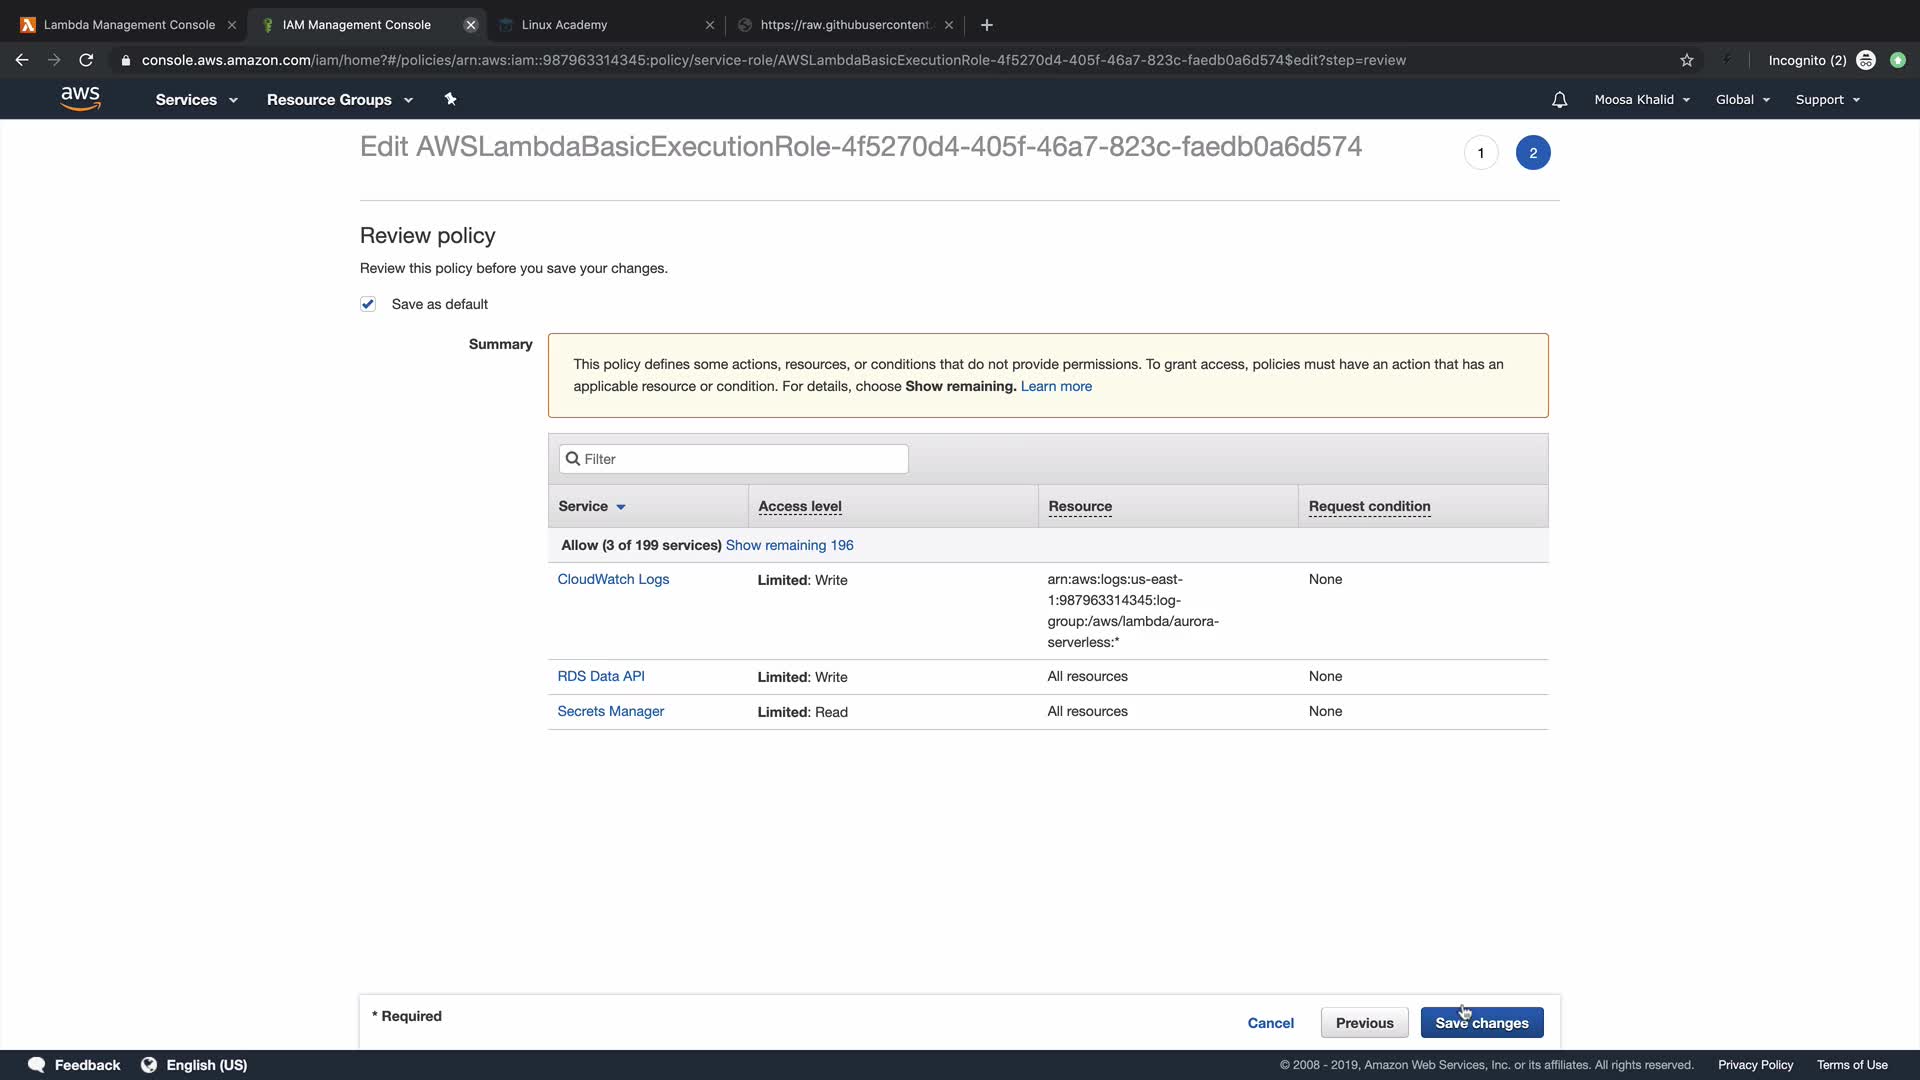 Lambda Management Console
IAM Management Console
Linux Academy
https://raw.githubusercontent.
console.aws.amazon.com/iam/home?#/policies/arn:aws:iam::987963314345:policy/service-role/AWSLambdaBasicExecutionRole-4f5270d4-405f-46a7-823c-faedb0a6d574$edit?step=review
Incognito (2)
aws
Services
Resource Groups
Moosa Khalid
Global
Support
Edit AWSLambdaBasicExecutionRole-4f5270d4-405f-46a7-823c-faedb0a6d574
1
2
Review policy
Review this policy before you save your changes.
Save as default
Summary
This policy defines some actions, resources, or conditions that do not provide permissions. To grant access, policies must have an action that has an
applicable resource or condition. For details, choose Show remaining. Learn more
Filter
Service
Access level
Resource
Request condition
Allow (3 of 199 services) Show remaining 196
CloudWatch Logs
Limited: Write
arn:aws:logs:us-east-
1:987963314345:log-
group:/aws/lambda/aurora-
serverless:*
None
RDS Data API
Limited: Write
All resources
None
Secrets Manager
Limited: Read
All resources
None
* Required
Cancel
Previous
Save changes
Feedback
English (US)
© 2008 - 2019, Amazon Web Services, Inc. or its affiliates. All rights reserved.
Privacy Policy
Terms of Use